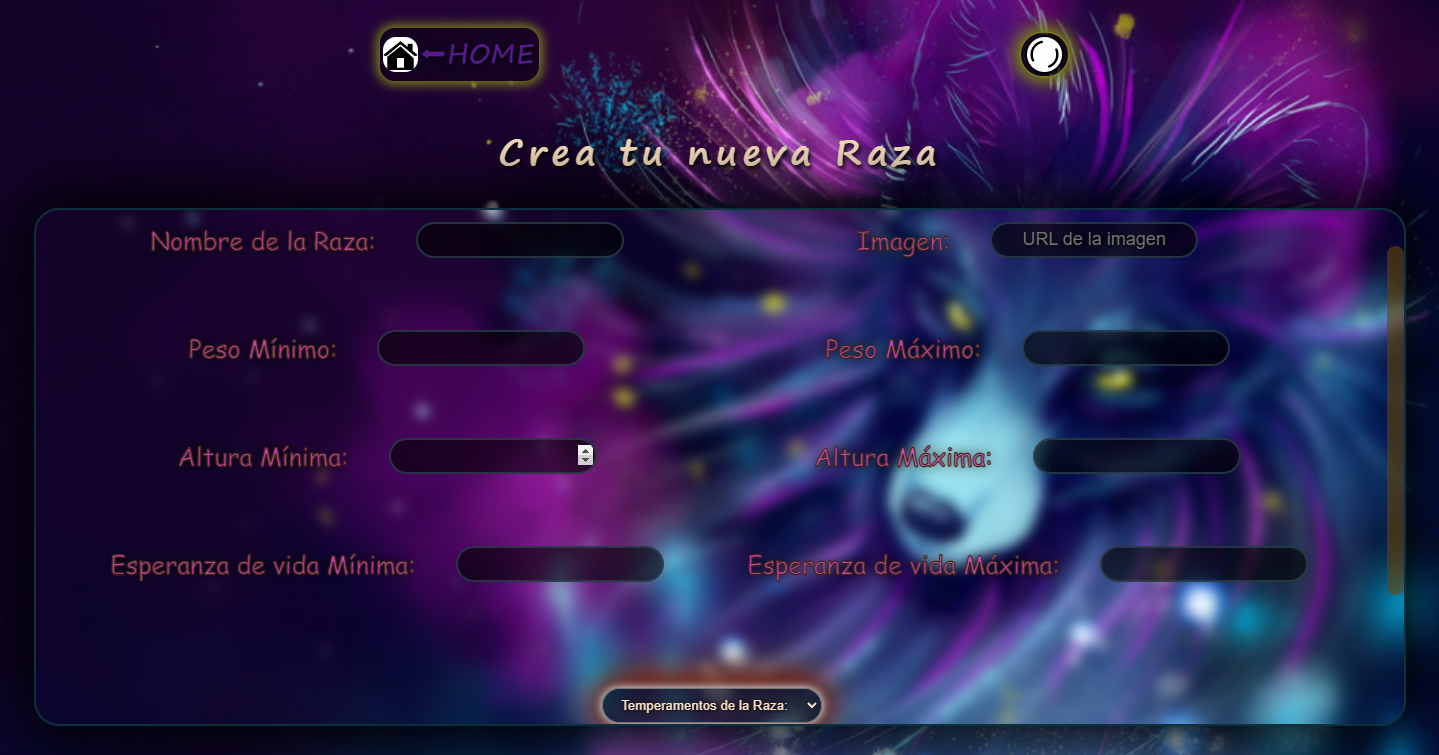 ←HOME
Crea tu nueva Raza
Nombre de la Raza:
Imagen: URL de la imagen
Peso Mínimo:
Peso Máximo:
Altura Mínima:
Altura Máxima:
Esperanza de vida Mínima:
Esperanza de vida Máxima:
Temperamentos de la Raza: